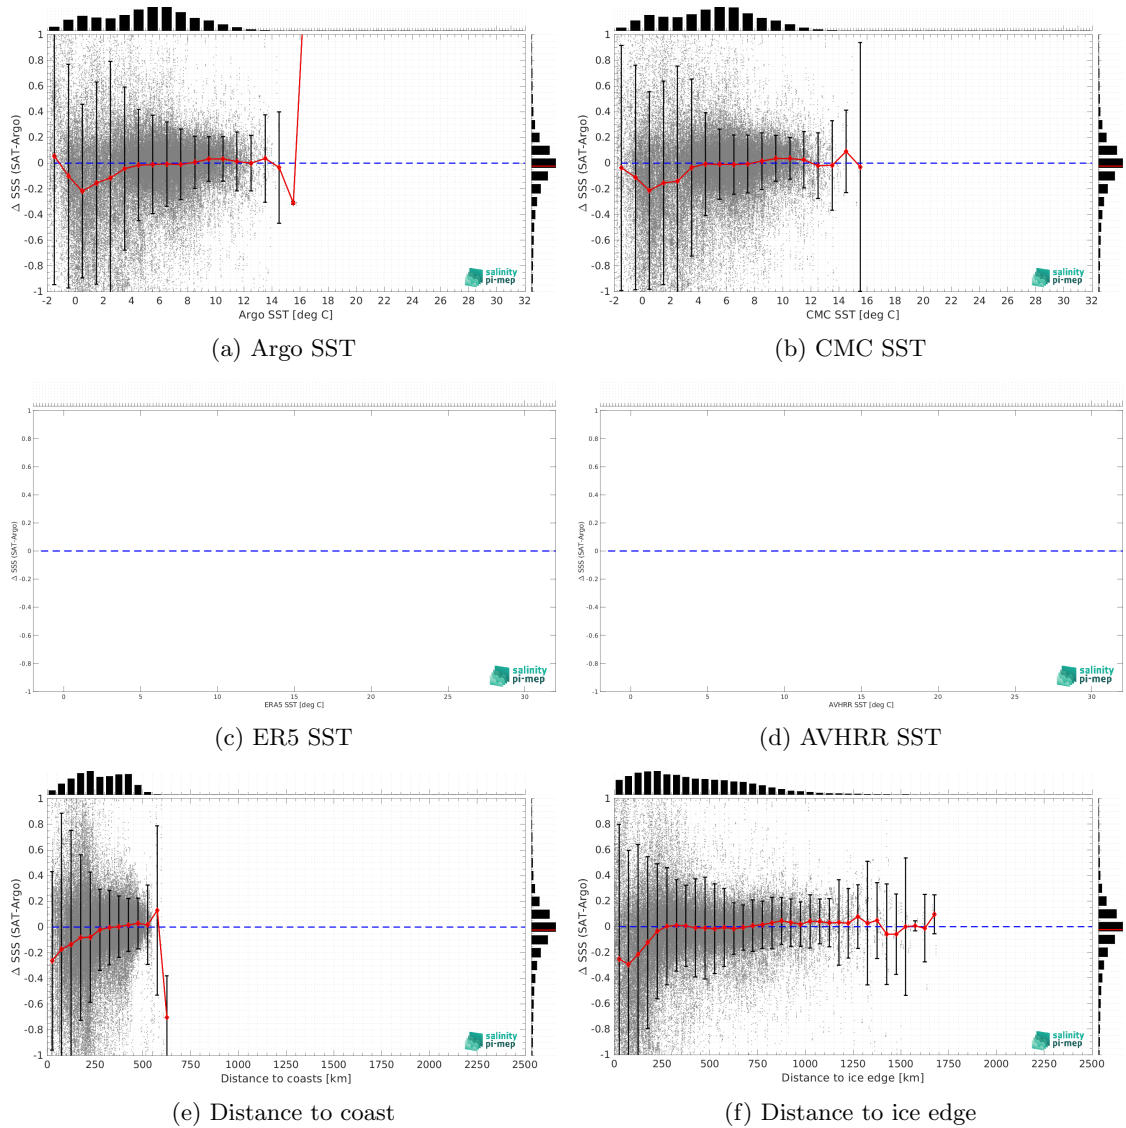 1
0.8
0.6
0.4
0.2
0
-0.2
-0.4
-0.6
-0.8
-1
Δ SSS (SAT-Argo)
-2 0 2 4 6 8 10 12 14 16 18 20 22 24 26 28 30 32
Argo SST [deg C]
salinity
pi-mep
(a) Argo SST
1
0.8
0.6
0.4
0.2
0
-0.2
-0.4
-0.6
-0.8
-1
Δ SSS (SAT-Argo)
-2 0 2 4 6 8 10 12 14 16 18 20 22 24 26 28 30 32
CMC SST [deg C]
salinity
pi-mep
(b) CMC SST
1
0.8
0.6
0.4
0.2
0
-0.2
-0.4
-0.6
-0.8
-1
Δ SSS (SAT-Argo)
0 5 10 15 20 25 30
ERA5 SST [deg C]
salinity
pi-mep
(c) ER5 SST
1
0.8
0.6
0.4
0.2
0
-0.2
-0.4
-0.6
-0.8
-1
Δ SSS (SAT-Argo)
0 5 10 15 20 25 30
AVHRR SST [deg C]
salinity
pi-mep
(d) AVHRR SST
1
0.8
0.6
0.4
0.2
0
-0.2
-0.4
-0.6
-0.8
-1
Δ SSS (SAT-Argo)
0 250 500 750 1000 1250 1500 1750 2000 2250 2500
Distance to coasts [km]
salinity
pi-mep
(e) Distance to coast
1
0.8
0.6
0.4
0.2
0
-0.2
-0.4
-0.6
-0.8
-1
Δ SSS (SAT-Argo)
0 250 500 750 1000 1250 1500 1750 2000 2250 2500
Distance to ice edge [km]
salinity
pi-mep
(f) Distance to ice edge